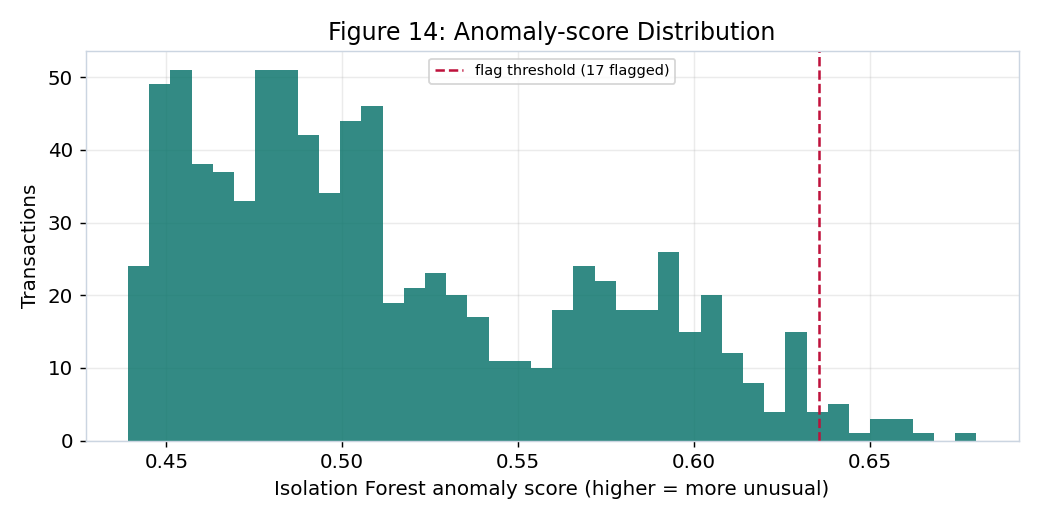 Figure 14: Anomaly-score Distribution
flag threshold (17 flagged)
Transactions
50
40
30
20
10
0
0.45 0.50 0.55 0.60 0.65
Isolation Forest anomaly score (higher = more unusual)